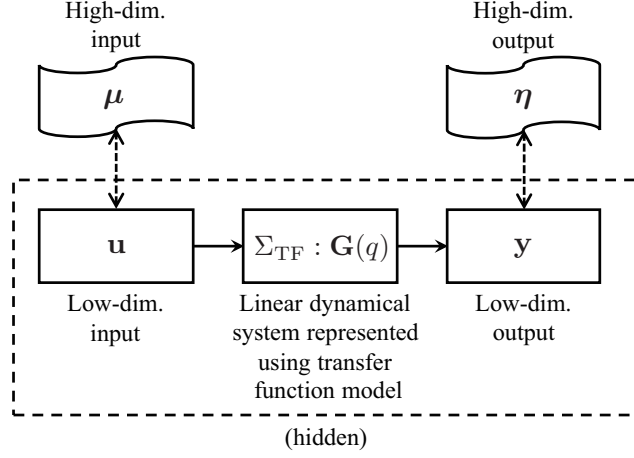 High-dim.
input
High-dim.
output
μ
η
u
Σ_TF : G(q)
y
Low-dim.
input
Linear dynamical
system represented
using transfer
function model
Low-dim.
output
(hidden)